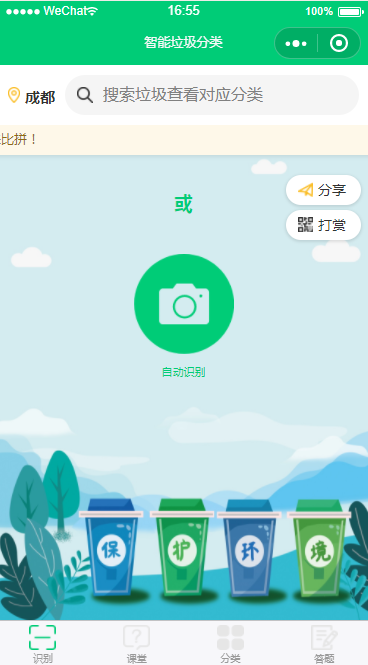 WeChat 16:55 100%
智能垃圾分类
成都 搜索垃圾查看对应分类
比拼！
分享
或
打赏
自动识别
保 护 环 境
识别 课堂 分类 答题